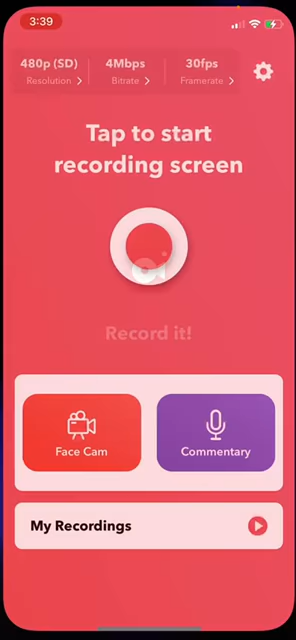 3:39
480p (SD) 4Mbps 30fps
Resolution > Bitrate > Framerate >
Tap to start
recording screen
Record it!
Face Cam Commentary
My Recordings